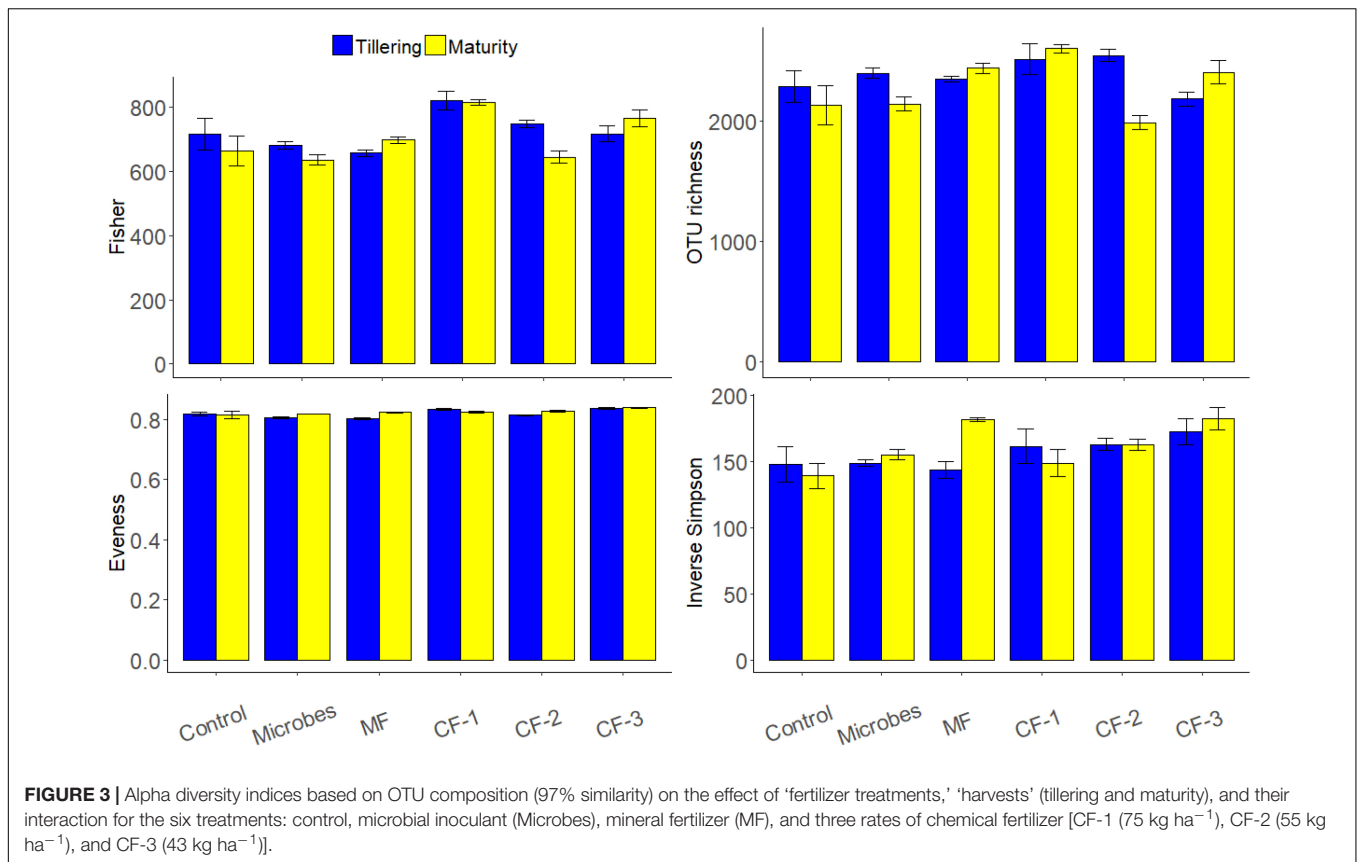 Tillering Maturity
Fisher
800
600
400
200
0
OTU richness
2000
1000
0
Eveness
0.8
0.6
0.4
0.2
0.0
Inverse Simpson
200
150
100
50
0
Control Microbes MF CF-1 CF-2 CF-3
Control Microbes MF CF-1 CF-2 CF-3
FIGURE 3 | Alpha diversity indices based on OTU composition (97% similarity) on the effect of ‘fertilizer treatments,’ ‘harvests’ (tillering and maturity), and their
interaction for the six treatments: control, microbial inoculant (Microbes), mineral fertilizer (MF), and three rates of chemical fertilizer [CF-1 (75 kg ha⁻¹), CF-2 (55 kg
ha⁻¹), and CF-3 (43 kg ha⁻¹)].